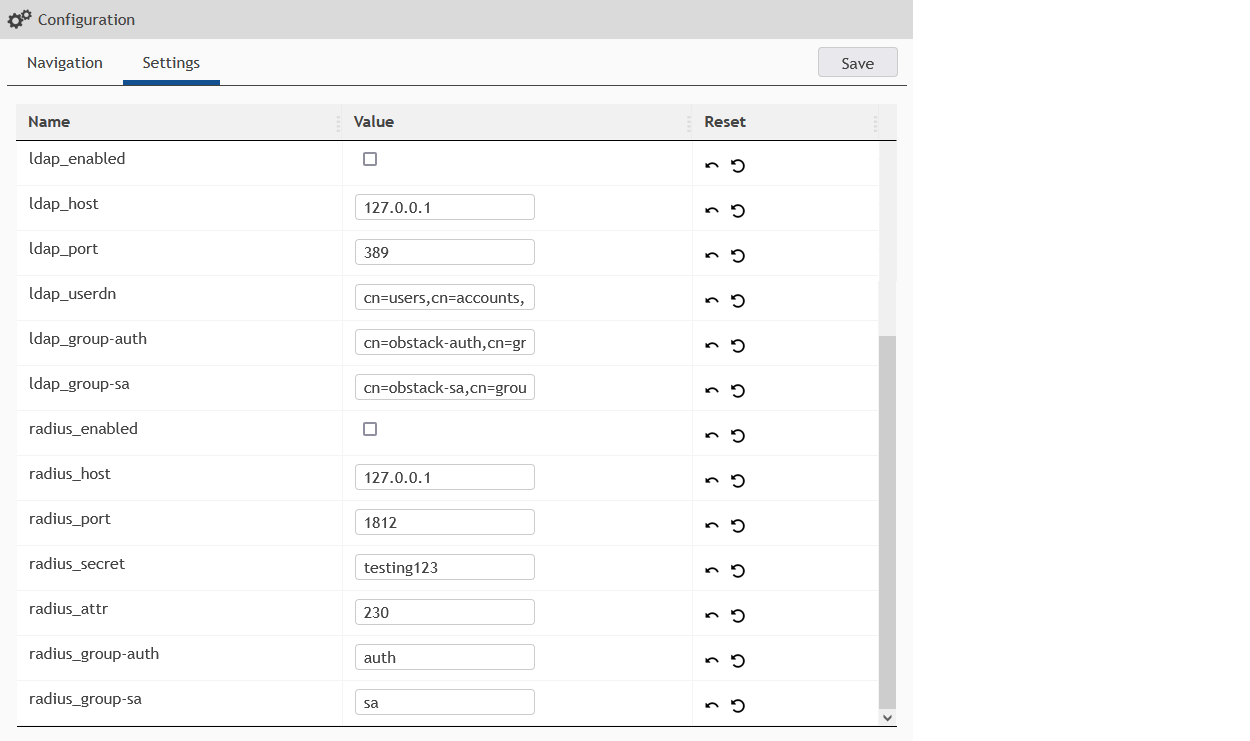 Configuration
Navigation Settings Save
Name Value Reset
ldap_enabled
ldap_host 127.0.0.1
ldap_port 389
ldap_userdn cn=users,cn=accounts,
ldap_group-auth cn=obstack-auth,cn=gr
ldap_group-sa cn=obstack-sa,cn=grou
radius_enabled
radius_host 127.0.0.1
radius_port 1812
radius_secret testing123
radius_attr 230
radius_group-auth auth
radius_group-sa sa